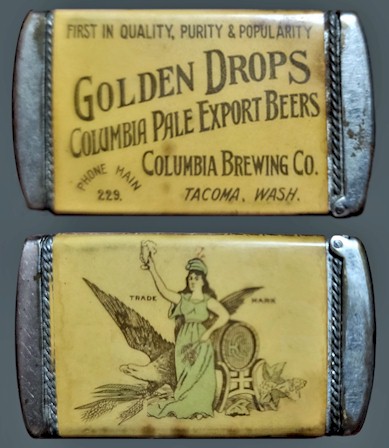 FIRST IN QUALITY, PURITY & POPULARITY
GOLDEN DROPS
COLUMBIA PALE EXPORT BEERS
COLUMBIA BREWING CO.
PHONE MAIN
229.
TACOMA, WASH.
TRADE MARK